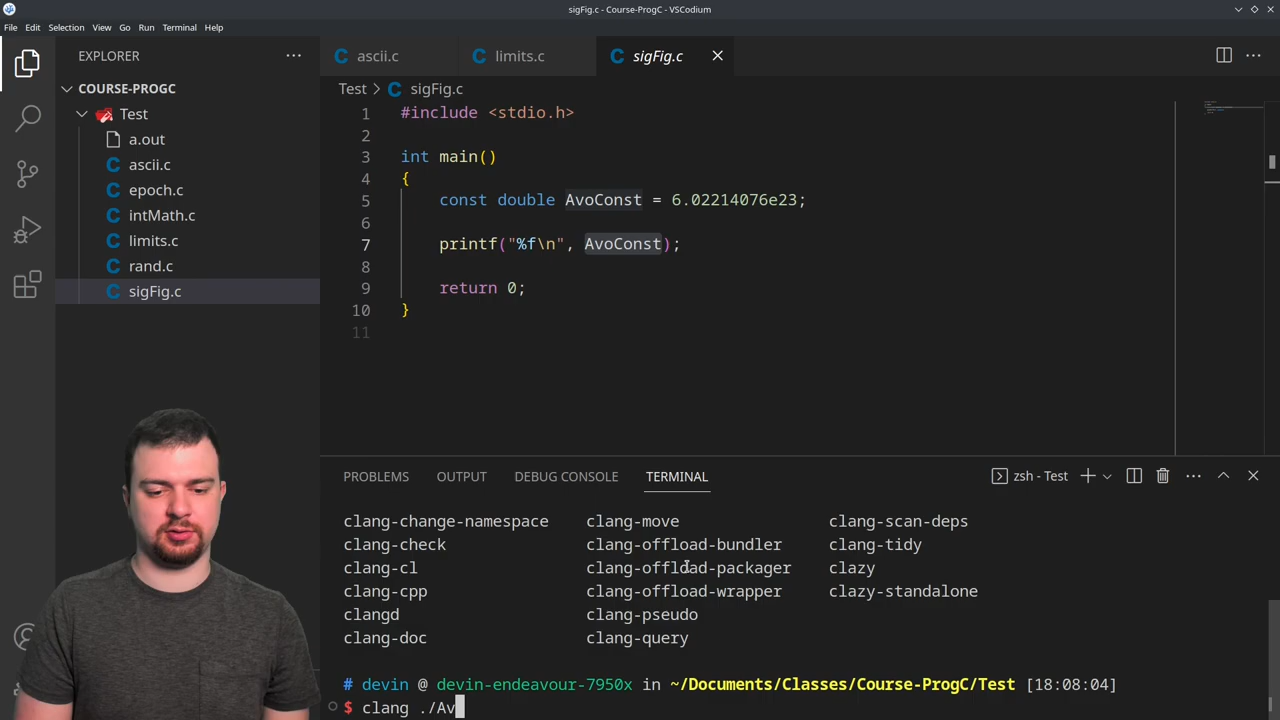 sigFig.c - Course-ProgC - VSCodium
File Edit Selection View Go Run Terminal Help
EXPLORER
COURSE-PROGC
Test
a.out
ascii.c
epoch.c
intMath.c
limits.c
rand.c
sigFig.c
ascii.c limits.c sigFig.c
Test > sigFig.c
1 #include <stdio.h>
2
3 int main()
4 {
5 const double AvoConst = 6.02214076e23;
6
7 printf("%f\n", AvoConst);
8
9 return 0;
10 }
11
PROBLEMS OUTPUT DEBUG CONSOLE TERMINAL zsh - Test
clang-change-namespace clang-move clang-scan-deps
clang-check clang-offload-bundler clang-tidy
clang-cl clang-offload-packager clazy
clang-cpp clang-offload-wrapper clazy-standalone
clangd clang-pseudo
clang-doc clang-query
# devin @ devin-endeavour-7950x in ~/Documents/Classes/Course-ProgC/Test [18:08:04]
$ clang ./Av